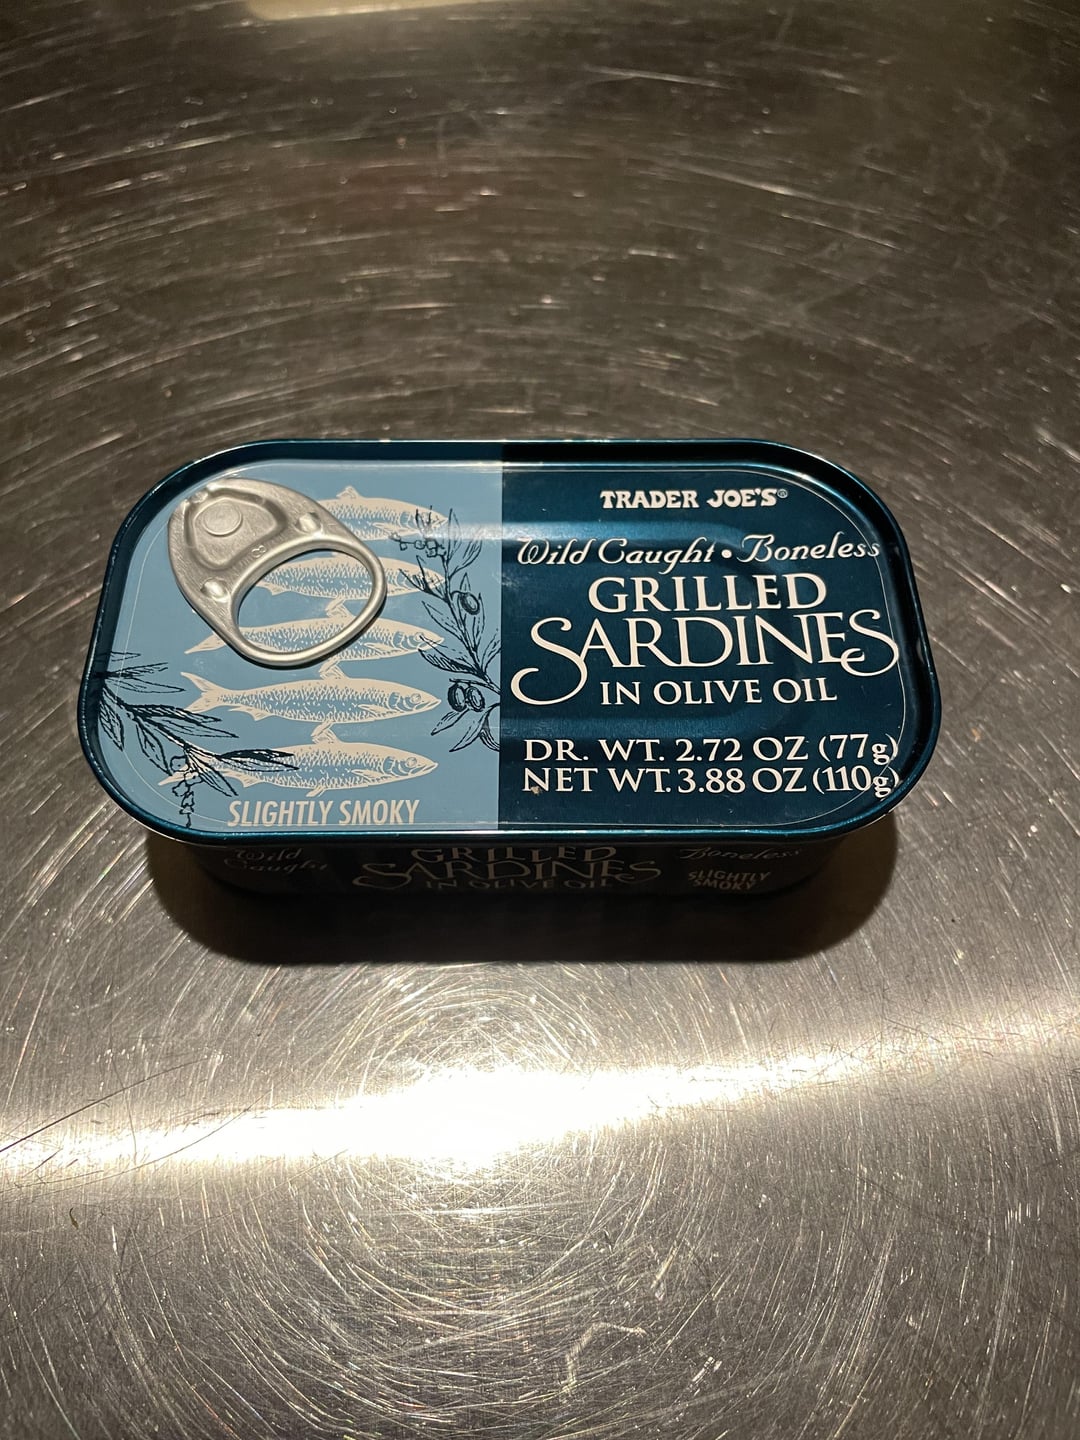 TRADER JOE'S®
Wild Caught • Boneless
GRILLED
SARDINES
IN OLIVE OIL
DR. WT. 2.72 OZ (77g)
NET WT. 3.88 OZ (110g)
SLIGHTLY SMOKY
Wild
Caught
GRILLED
SARDINES
IN OLIVE OIL
Boneless
SLIGHTLY
SMOKY